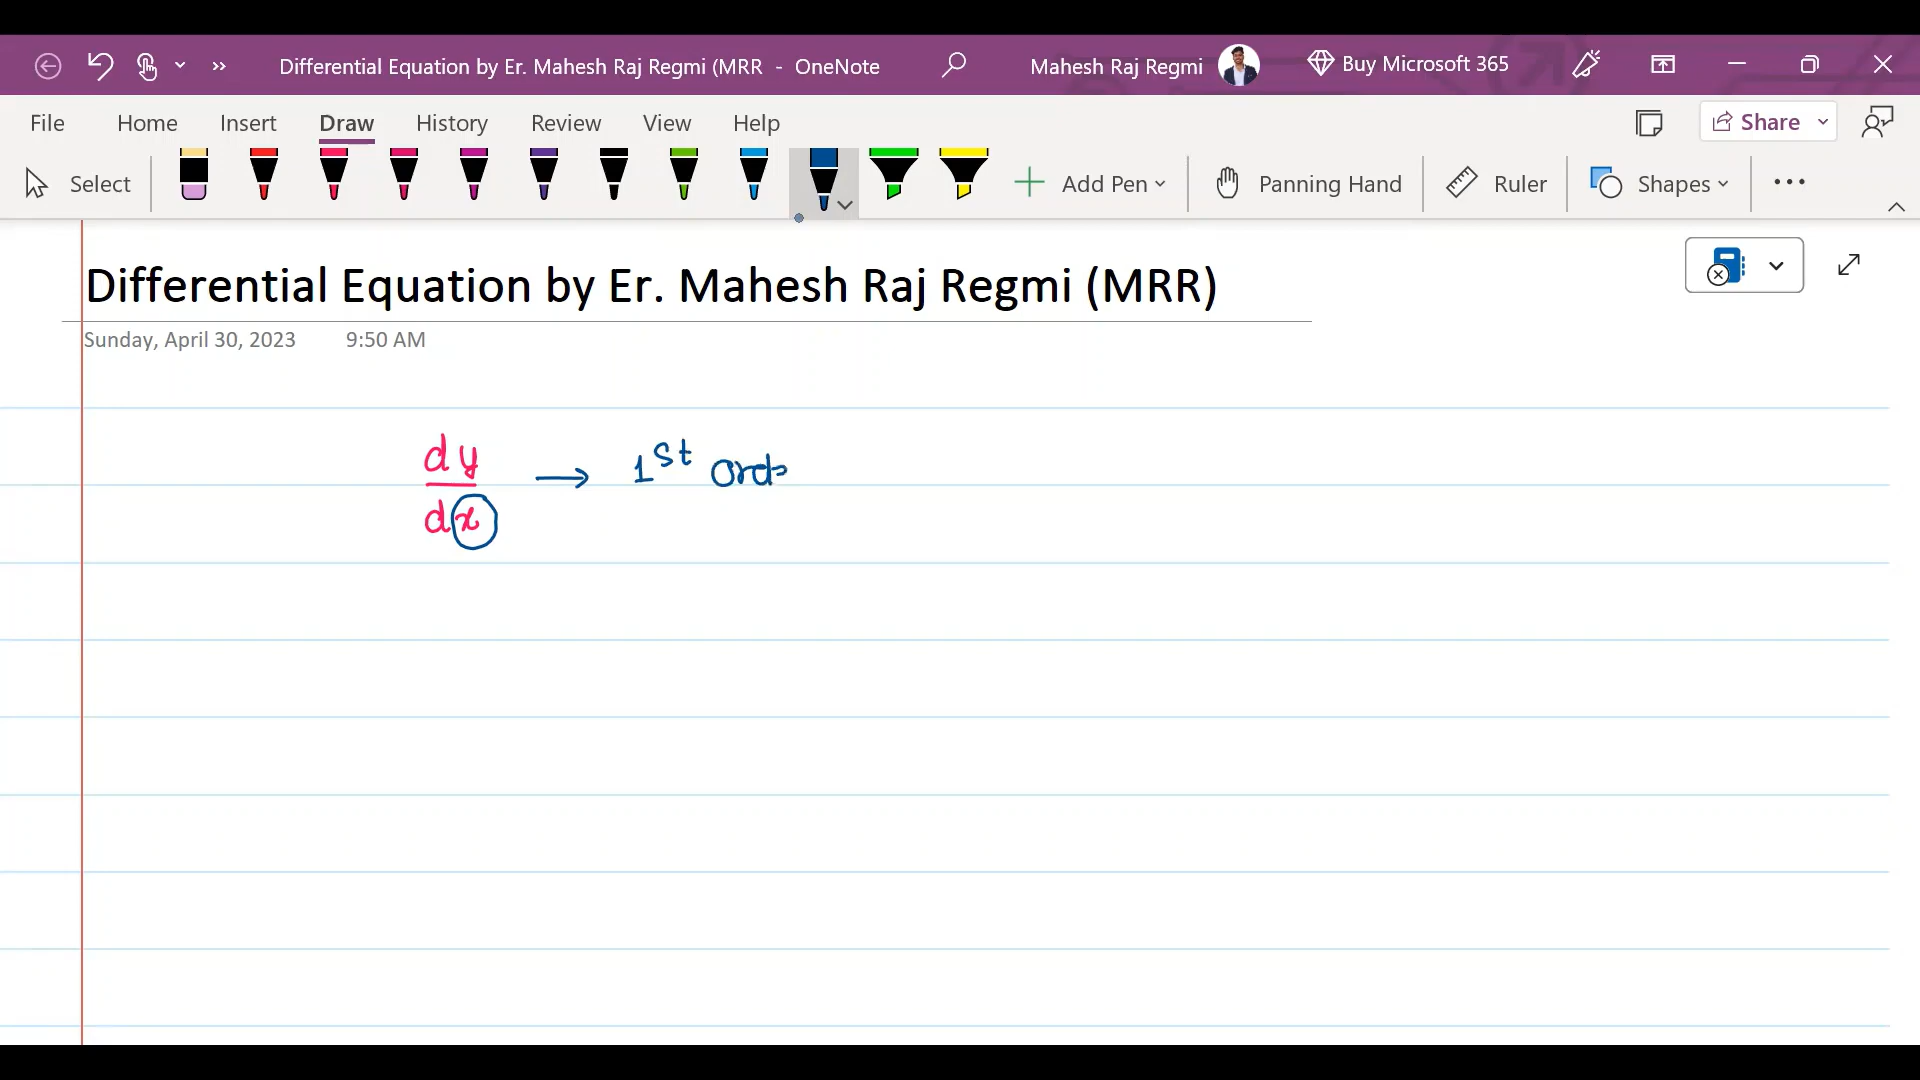 Differential Equation by Er. Mahesh Raj Regmi (MRR - OneNote Mahesh Raj Regmi Buy Microsoft 365
File Home Insert Draw History Review View Help Share
Select Add Pen Panning Hand Ruler Shapes
Differential Equation by Er. Mahesh Raj Regmi (MRR)
Sunday, April 30, 2023 9:50 AM
dy
→ 1st
dx